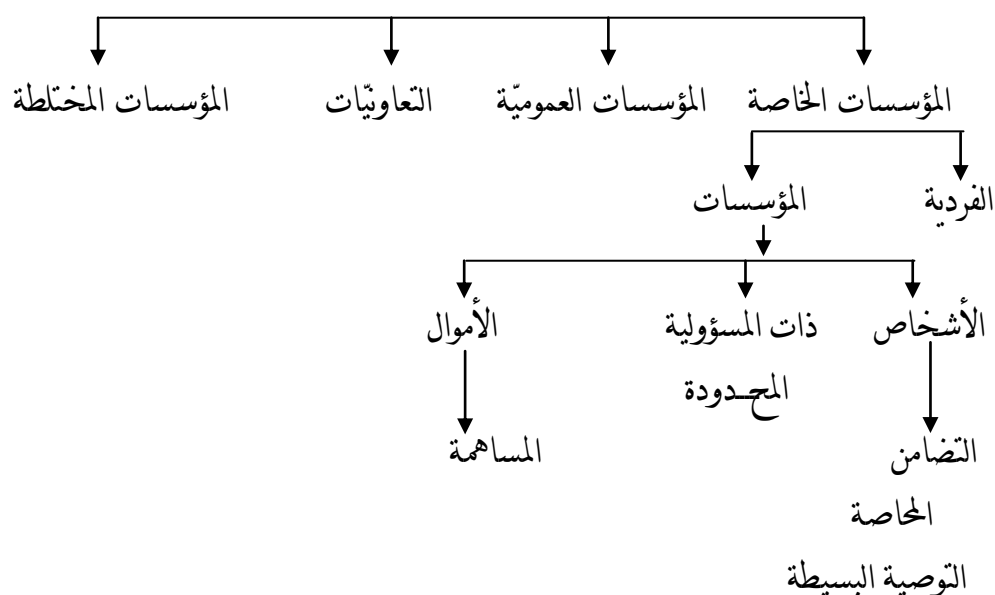 المؤسسات الخاصة المؤسسات العموميّة التعاونيّات المؤسسات المختلطة
الفردية المؤسسات
الأشخاص ذات المسؤولية الأموال
المحـدودة
التضامن المساهمة
المحاصة
التوصية البسيطة